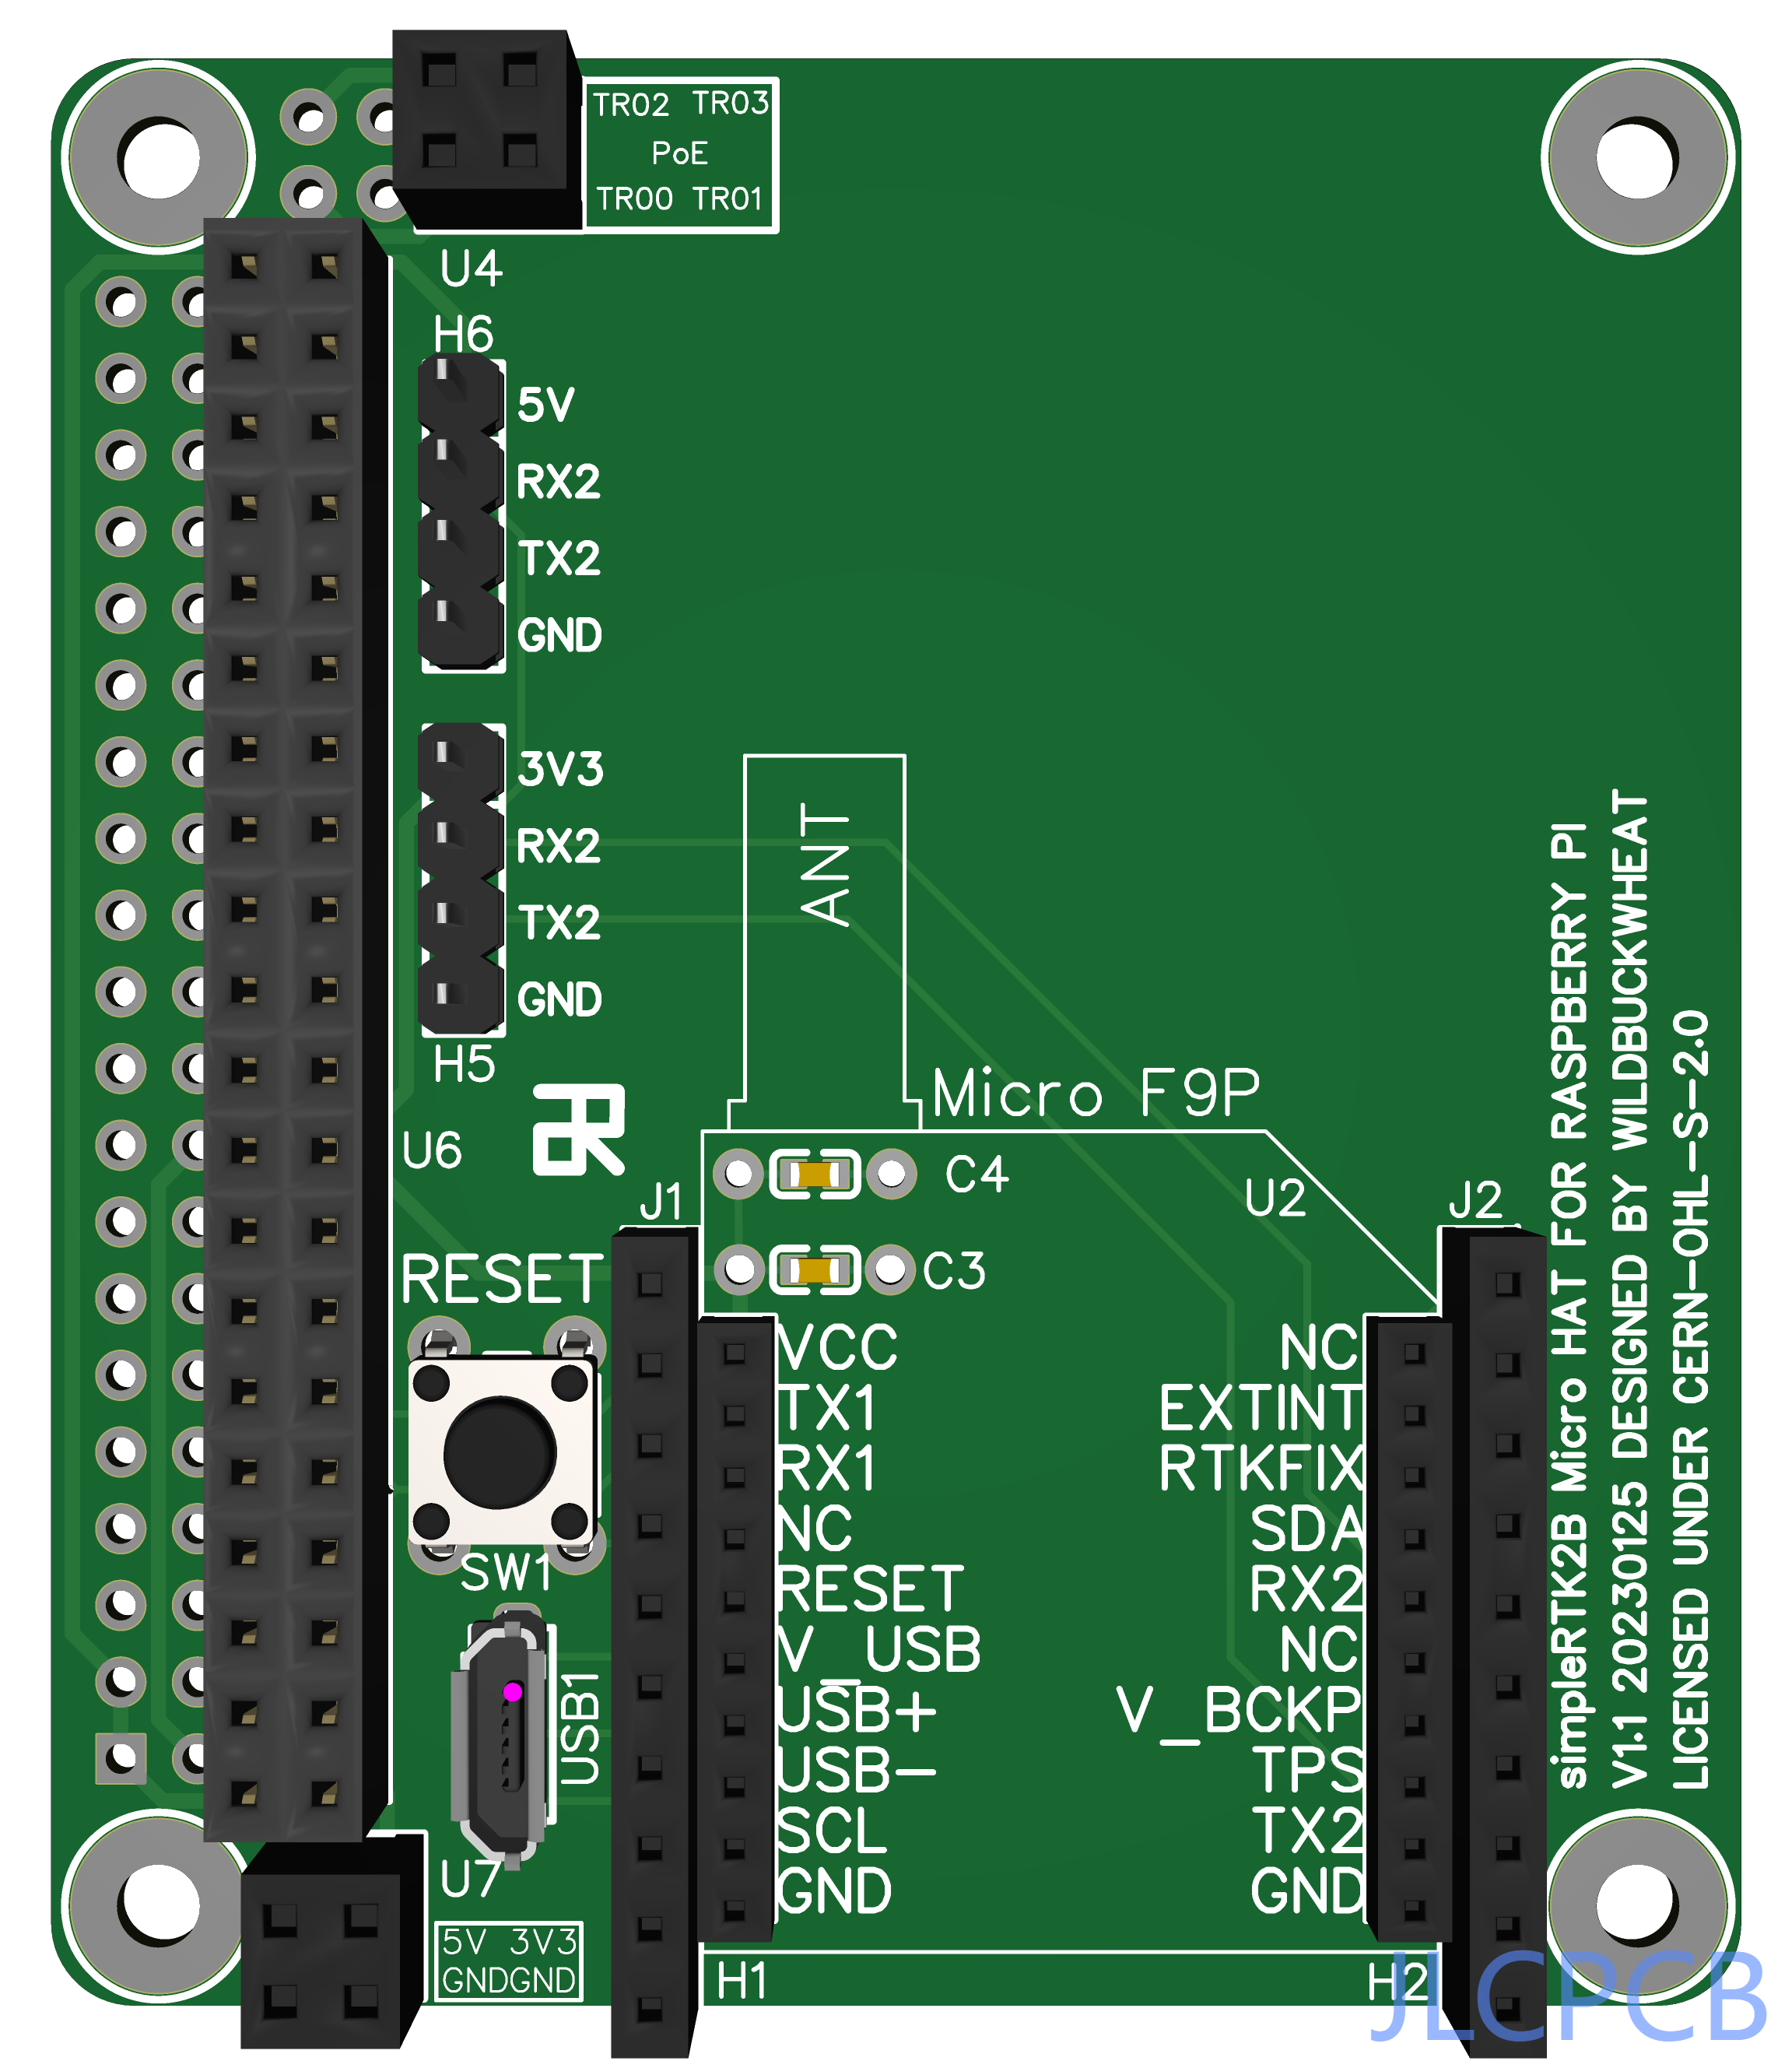 TR02 TR03
PoE
TR00 TR01
U4
H6
5V
RX2
TX2
GND
3V3
RX2
TX2
GND
H5
ANT
Micro F9P
U6
C4
J1
U2
J2
C3
RESET
VCC
TX1
RX1
NC
RESET
V_USB
USB+
USB-
SCL
GND
NC
EXTINT
RTKFIX
SDA
RX2
NC
V_BCKP
TPS
TX2
GND
SW1
USB1
U7
5V 3V3
GNDGND
H1
H2
simpleRTK2B Micro HAT FOR RASPBERRY PI
V1.1 20230125 DESIGNED BY WILDBUCKWHEAT
LICENSED UNDER CERN-OHL-S-2.0
JLCPCB